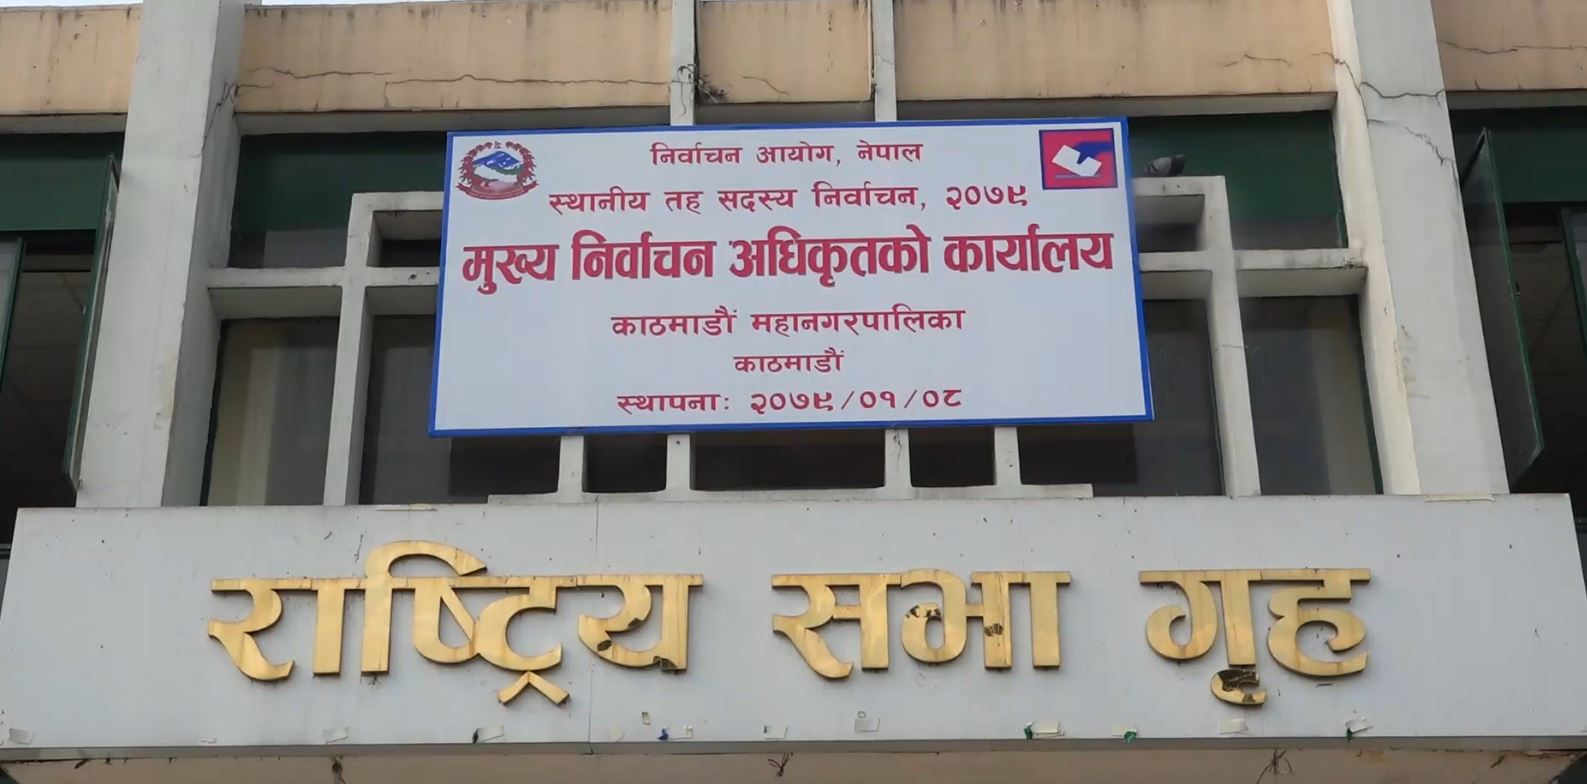 निर्वाचन आयोग, नेपाल
स्थानीय तह सदस्य निर्वाचन, २०७९
मुख्य निर्वाचन अधिकृतको कार्यालय
काठमाडौं महानगरपालिका
काठमाडौं
स्थापनाः २०७९/०१/०८
राष्ट्रिय सभा गृह